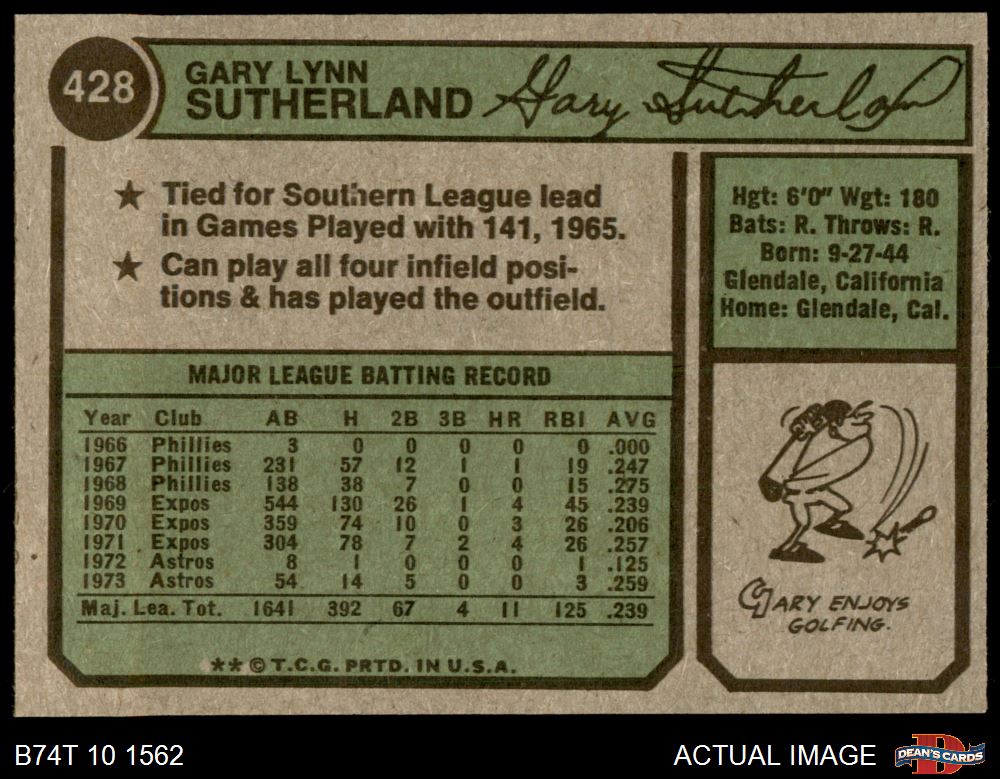 428
GARY LYNN
SUTHERLAND
Gary Sutherland
★ Tied for Southern League lead
in Games Played with 141, 1965.
★ Can play all four infield posi-
tions & has played the outfield.
Hgt: 6'0" Wgt: 180
Bats: R. Throws: R.
Born: 9-27-44
Glendale, California
Home: Glendale, Cal.
MAJOR LEAGUE BATTING RECORD
Year Club AB H 2B 3B HR RBI AVG
1966 Phillies 3 0 0 0 0 0 .000
1967 Phillies 231 57 12 1 1 19 .247
1968 Phillies 138 38 7 0 0 15 .275
1969 Expos 544 130 26 1 4 45 .239
1970 Expos 359 74 10 0 3 26 .206
1971 Expos 304 78 7 2 4 26 .257
1972 Astros 8 1 0 0 0 1 .125
1973 Astros 54 14 5 0 0 3 .259
Maj. Lea. Tot. 1641 392 67 4 11 125 .239
** © T.C.G. PRTD. IN U.S.A.
GARY ENJOYS
GOLFING.
B74T 10 1562
ACTUAL IMAGE
D
DEAN'S CARDS